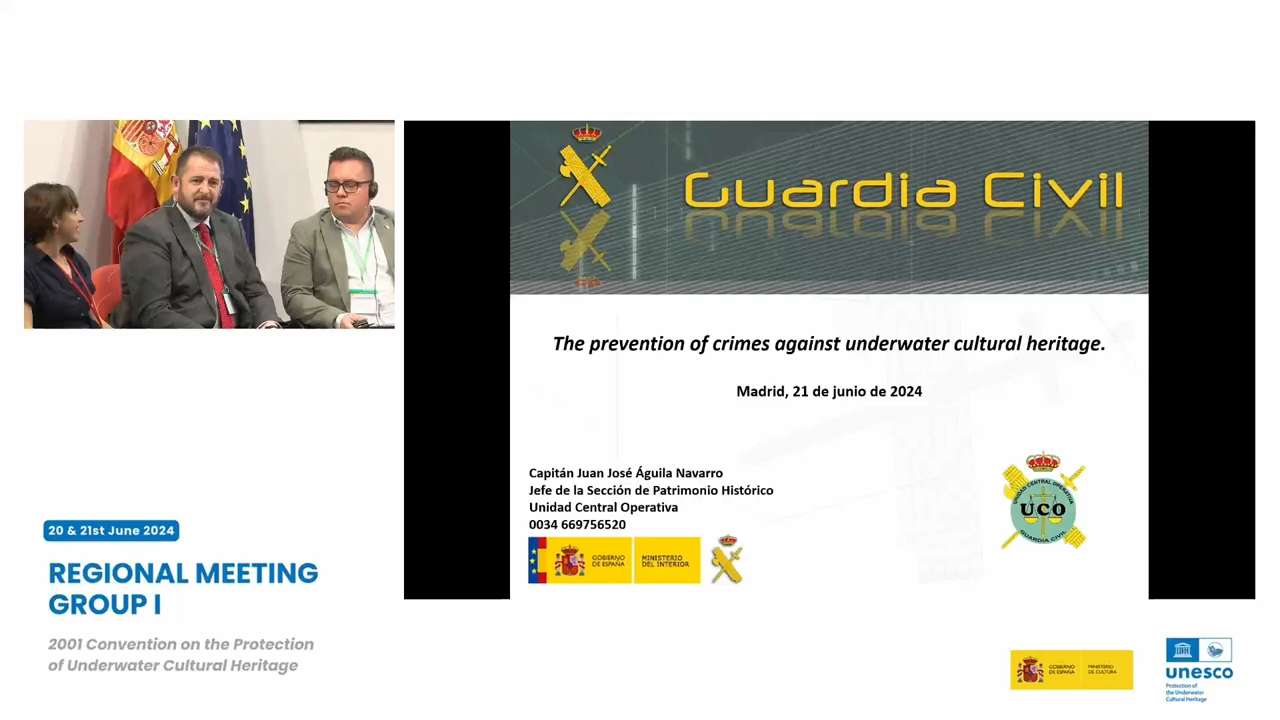 Guardia Civil
The prevention of crimes against underwater cultural heritage.
Madrid, 21 de junio de 2024
Capitán Juan José Águila Navarro
Jefe de la Sección de Patrimonio Histórico
Unidad Central Operativa
0034 669756520
GOBIERNO
DE ESPAÑA
MINISTERIO
DEL INTERIOR
UNIDAD CENTRAL OPERATIVA
UCO
GUARDIA CIVIL
20 & 21st June 2024
REGIONAL MEETING
GROUP I
2001 Convention on the Protection
of Underwater Cultural Heritage
GOBIERNO
DE ESPAÑA
MINISTERIO
DE CULTURA
unesco
Protection of
the Underwater
Cultural Heritage